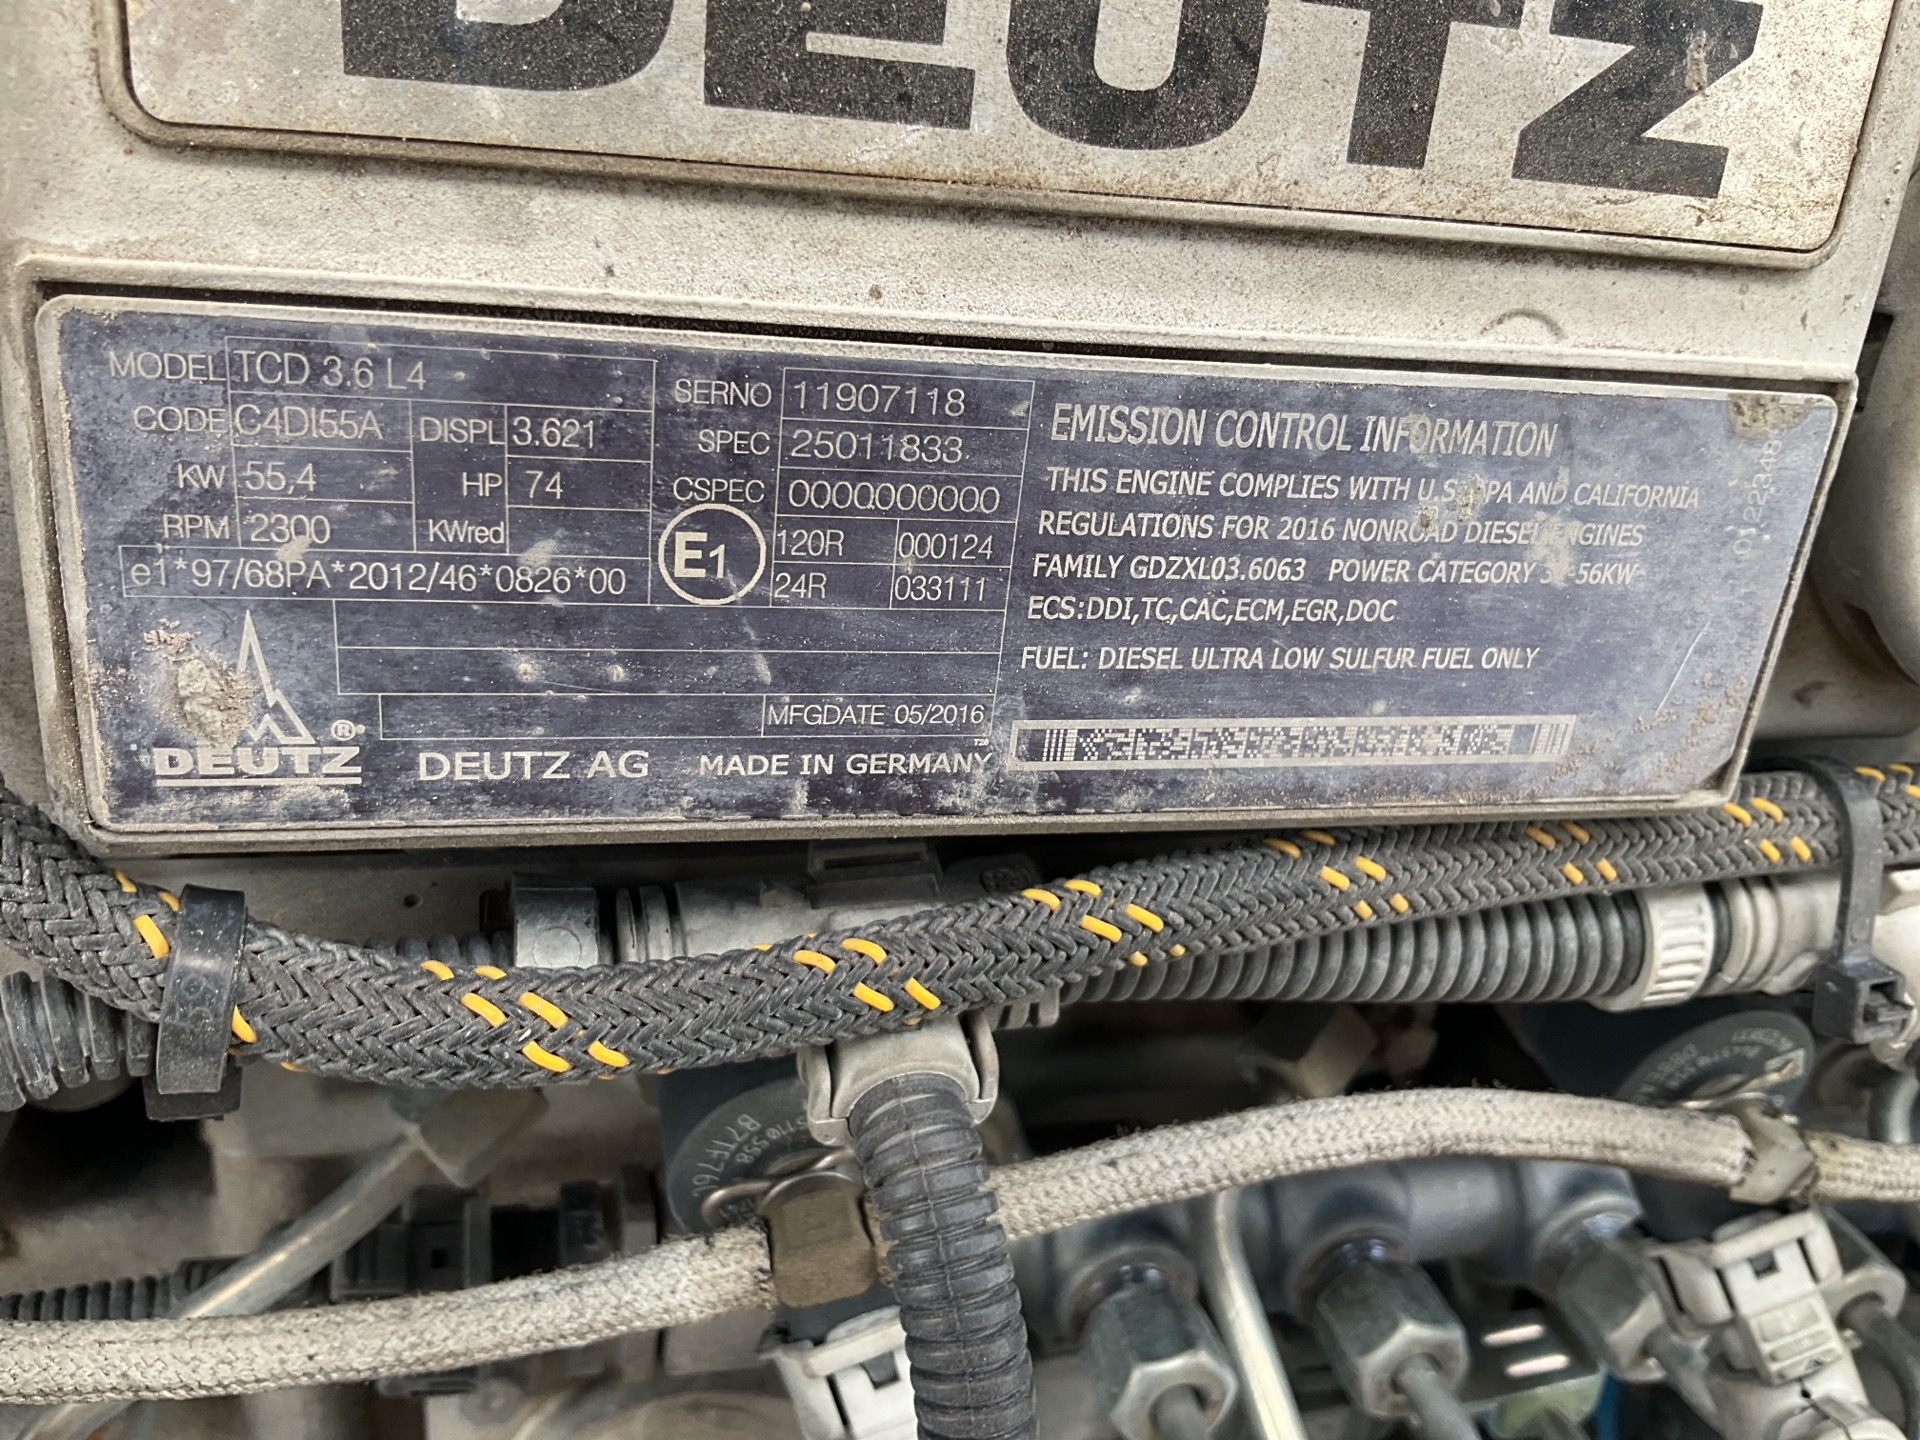 DEUTZ
MODEL TCD 3.6 L4
CODE C4DI55A DISPL 3.621
KW 55,4 HP 74
RPM 2300 KWred
e1*97/68PA*2012/46*0826*00
SERNO 11907118
SPEC 25011833
CSPEC 0000000000
E1 120R 000124
24R 033111
MFGDATE 05/2016
DEUTZ ® DEUTZ AG MADE IN GERMANY
EMISSION CONTROL INFORMATION
THIS ENGINE COMPLIES WITH U.S. EPA AND CALIFORNIA
REGULATIONS FOR 2016 NONROAD DIESEL ENGINES
FAMILY GDZXL03.6063 POWER CATEGORY 56KW
ECS:DDI,TC,CAC,ECM,EGR,DOC
FUEL: DIESEL ULTRA LOW SULFUR FUEL ONLY
B77F76C